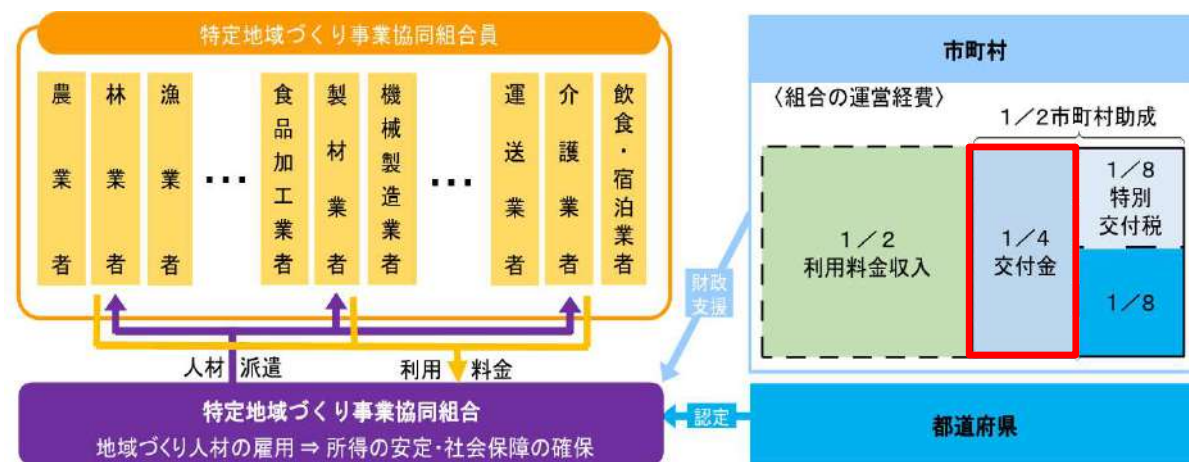 特定地域づくり事業協同組合員
農業者
林業者
漁業者
…
食品加工業者
製材業者
機械製造業者
…
運送業者
介護業者
飲食・宿泊業者
人材派遣
利用料金
特定地域づくり事業協同組合
地域づくり人材の雇用 ⇒ 所得の安定・社会保障の確保
財政
支援
認定
市町村
〈組合の運営経費〉
1／2市町村助成
1／2
利用料金収入
1／4
交付金
1／8
特別
交付税
1／8
都道府県